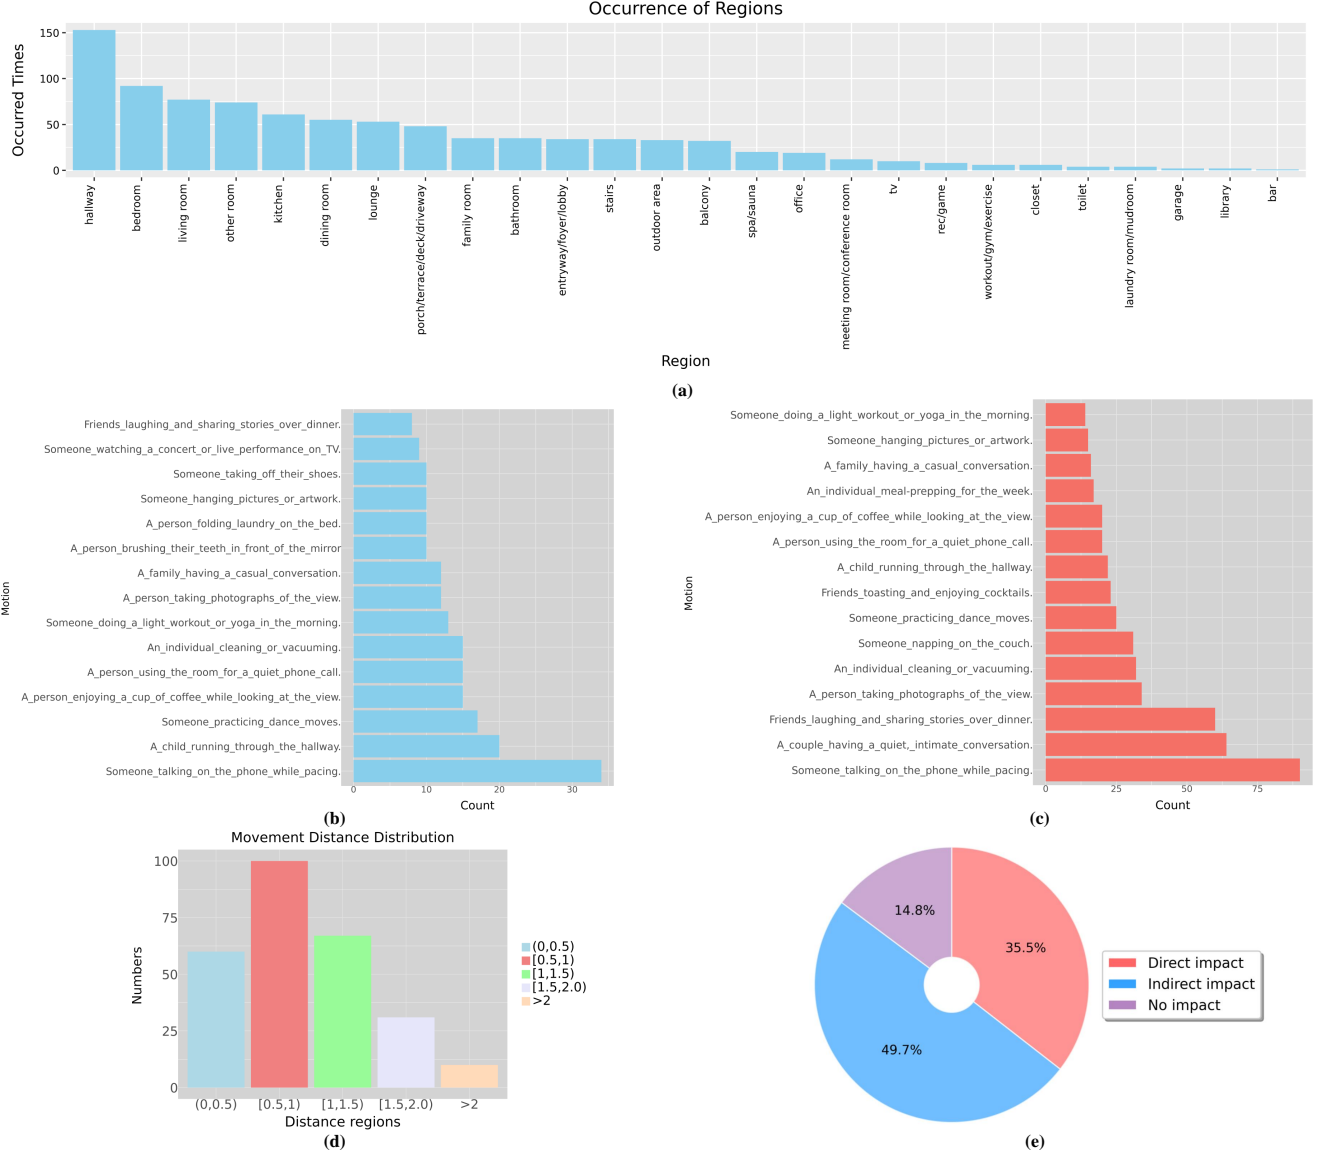 Occurrence of Regions
Occurred Times
150
100
50
0
hallway
bedroom
living room
other room
kitchen
dining room
lounge
porch/terrace/deck/driveway
family room
bathroom
entryway/foyer/lobby
stairs
outdoor area
balcony
spa/sauna
office
meeting room/conference room
tv
rec/game
workout/gym/exercise
closet
toilet
laundry room/mudroom
garage
library
bar
Region
(a)
Motion
Friends_laughing_and_sharing_stories_over_dinner.
Someone_watching_a_concert_or_live_performance_on_TV.
Someone_taking_off_their_shoes.
Someone_hanging_pictures_or_artwork.
A_person_folding_laundry_on_the_bed.
A_person_brushing_their_teeth_in_front_of_the_mirror
A_family_having_a_casual_conversation.
A_person_taking_photographs_of_the_view.
Someone_doing_a_light_workout_or_yoga_in_the_morning.
An_individual_cleaning_or_vacuuming.
A_person_using_the_room_for_a_quiet_phone_call.
A_person_enjoying_a_cup_of_coffee_while_looking_at_the_view.
Someone_practicing_dance_moves.
A_child_running_through_the_hallway.
Someone_talking_on_the_phone_while_pacing.
0 10 20 30
Count
(b)
Motion
Someone_doing_a_light_workout_or_yoga_in_the_morning.
Someone_hanging_pictures_or_artwork.
A_family_having_a_casual_conversation.
An_individual_meal-prepping_for_the_week.
A_person_enjoying_a_cup_of_coffee_while_looking_at_the_view.
A_person_using_the_room_for_a_quiet_phone_call.
A_child_running_through_the_hallway.
Friends_toasting_and_enjoying_cocktails.
Someone_practicing_dance_moves.
Someone_napping_on_the_couch.
An_individual_cleaning_or_vacuuming.
A_person_taking_photographs_of_the_view.
Friends_laughing_and_sharing_stories_over_dinner.
A_couple_having_a_quiet,_intimate_conversation.
Someone_talking_on_the_phone_while_pacing.
0 25 50 75
Count
(c)
Movement Distance Distribution
Numbers
100
75
50
25
0
(0,0.5) [0.5,1) [1,1.5) [1.5,2.0) >2
Distance regions
(0,0.5)
[0.5,1)
[1,1.5)
[1.5,2.0)
>2
(d)
14.8%
35.5%
49.7%
Direct impact
Indirect impact
No impact
(e)